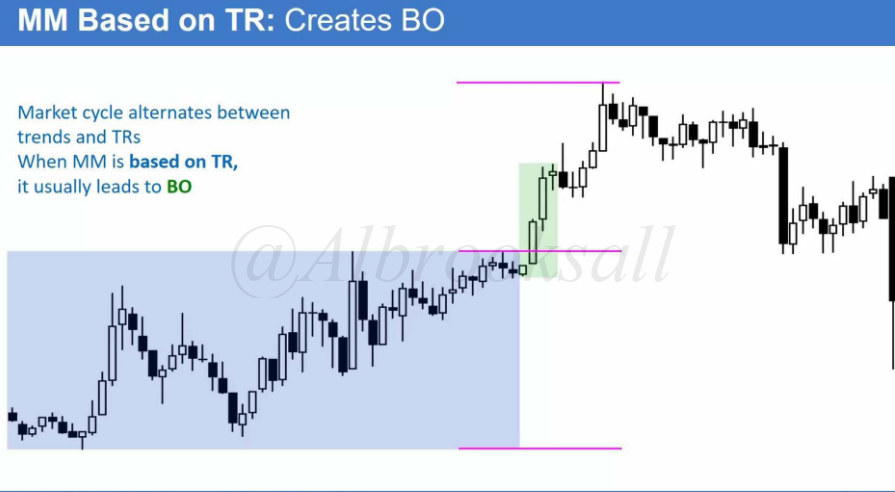 MM Based on TR: Creates BO
Market cycle alternates between
trends and TRs
When MM is based on TR,
it usually leads to BO
@Albrooksall